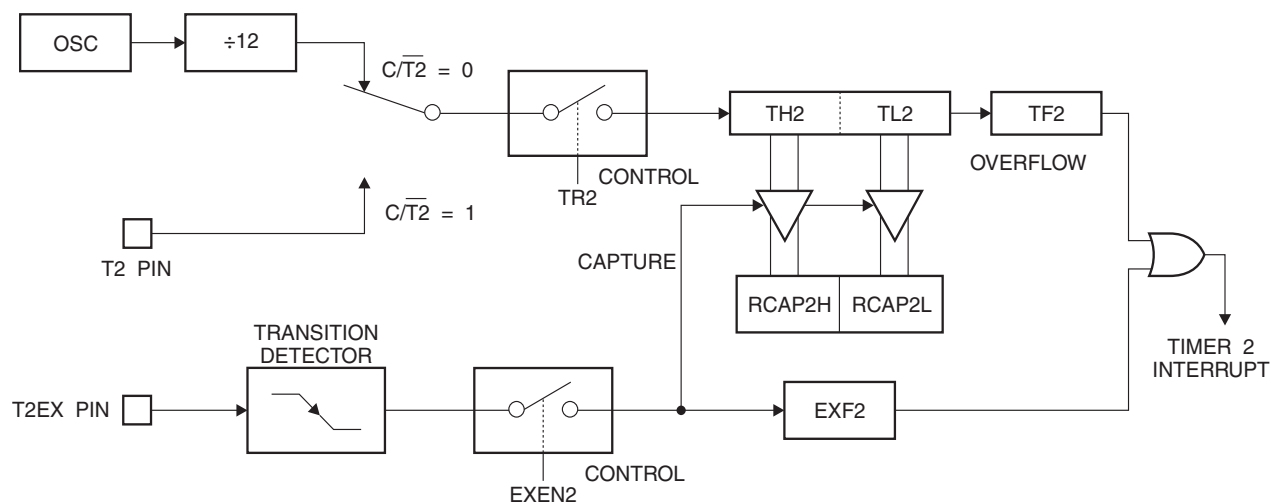 OSC
÷12
C/T2 = 0
TH2
TL2
TF2
OVERFLOW
CONTROL
TR2
C/T2 = 1
T2 PIN
CAPTURE
RCAP2H
RCAP2L
TRANSITION
DETECTOR
TIMER 2
INTERRUPT
T2EX PIN
EXF2
CONTROL
EXEN2